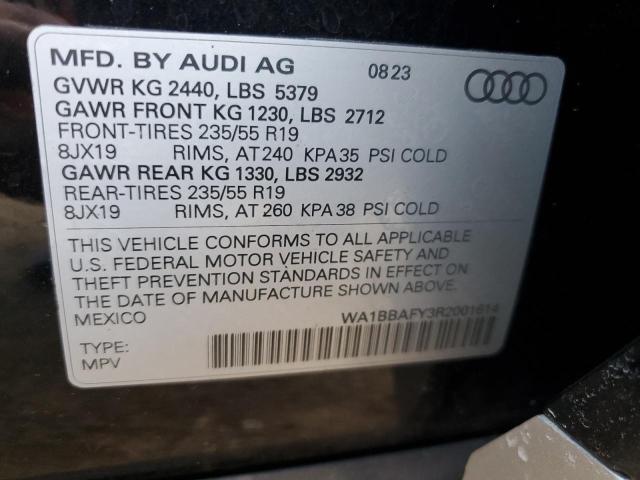 MFD. BY AUDI AG 0823
GVWR KG 2440, LBS 5379
GAWR FRONT KG 1230, LBS 2712
FRONT-TIRES 235/55 R19
8JX19 RIMS, AT 240 KPA 35 PSI COLD
GAWR REAR KG 1330, LBS 2932
REAR-TIRES 235/55 R19
8JX19 RIMS, AT 260 KPA 38 PSI COLD
THIS VEHICLE CONFORMS TO ALL APPLICABLE
U.S. FEDERAL MOTOR VEHICLE SAFETY AND
THEFT PREVENTION STANDARDS IN EFFECT ON
THE DATE OF MANUFACTURE SHOWN ABOVE.
MEXICO
WA1BBAFY3R2001614
TYPE:
MPV